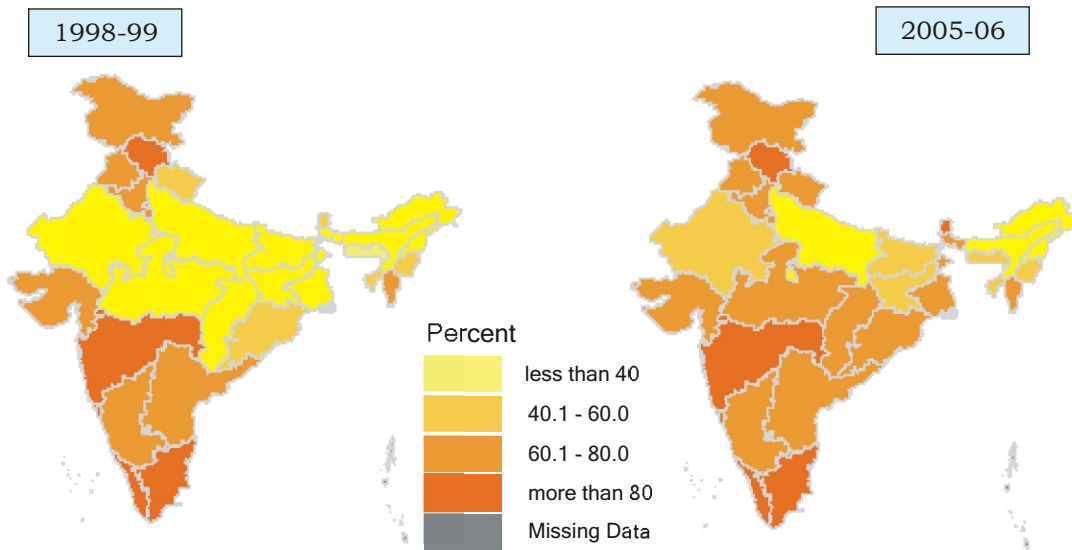 1998-99
2005-06
Percent
less than 40
40.1 - 60.0
60.1 - 80.0
more than 80
Missing Data